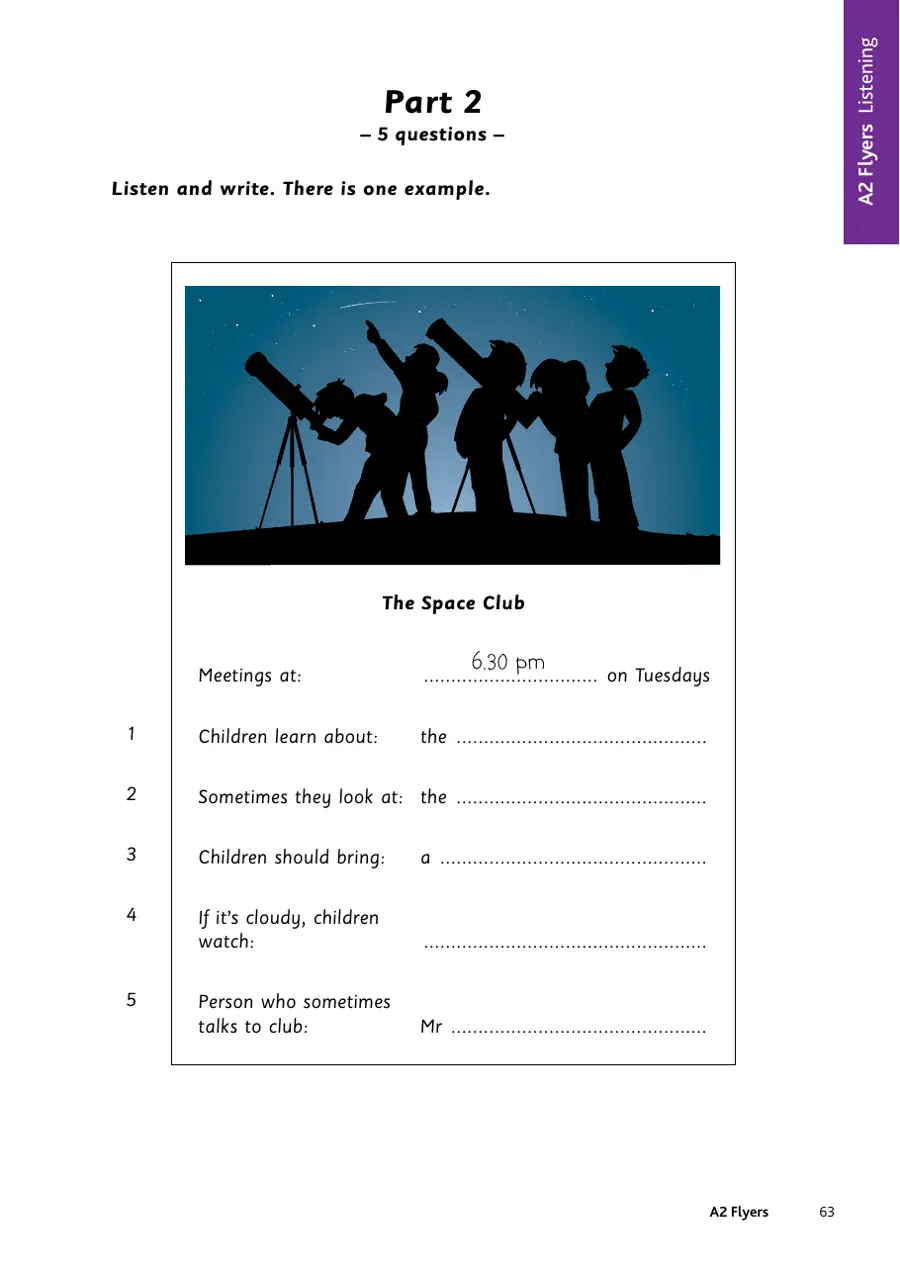 A2 Flyers Listening
Part 2
– 5 questions –
Listen and write. There is one example.
The Space Club
Meetings at: 6.30 pm ................................ on Tuesdays
1 Children learn about: the ..............................................
2 Sometimes they look at: the ..............................................
3 Children should bring: a .................................................
4 If it’s cloudy, children
watch: ....................................................
5 Person who sometimes
talks to club: Mr ...............................................
A2 Flyers 63